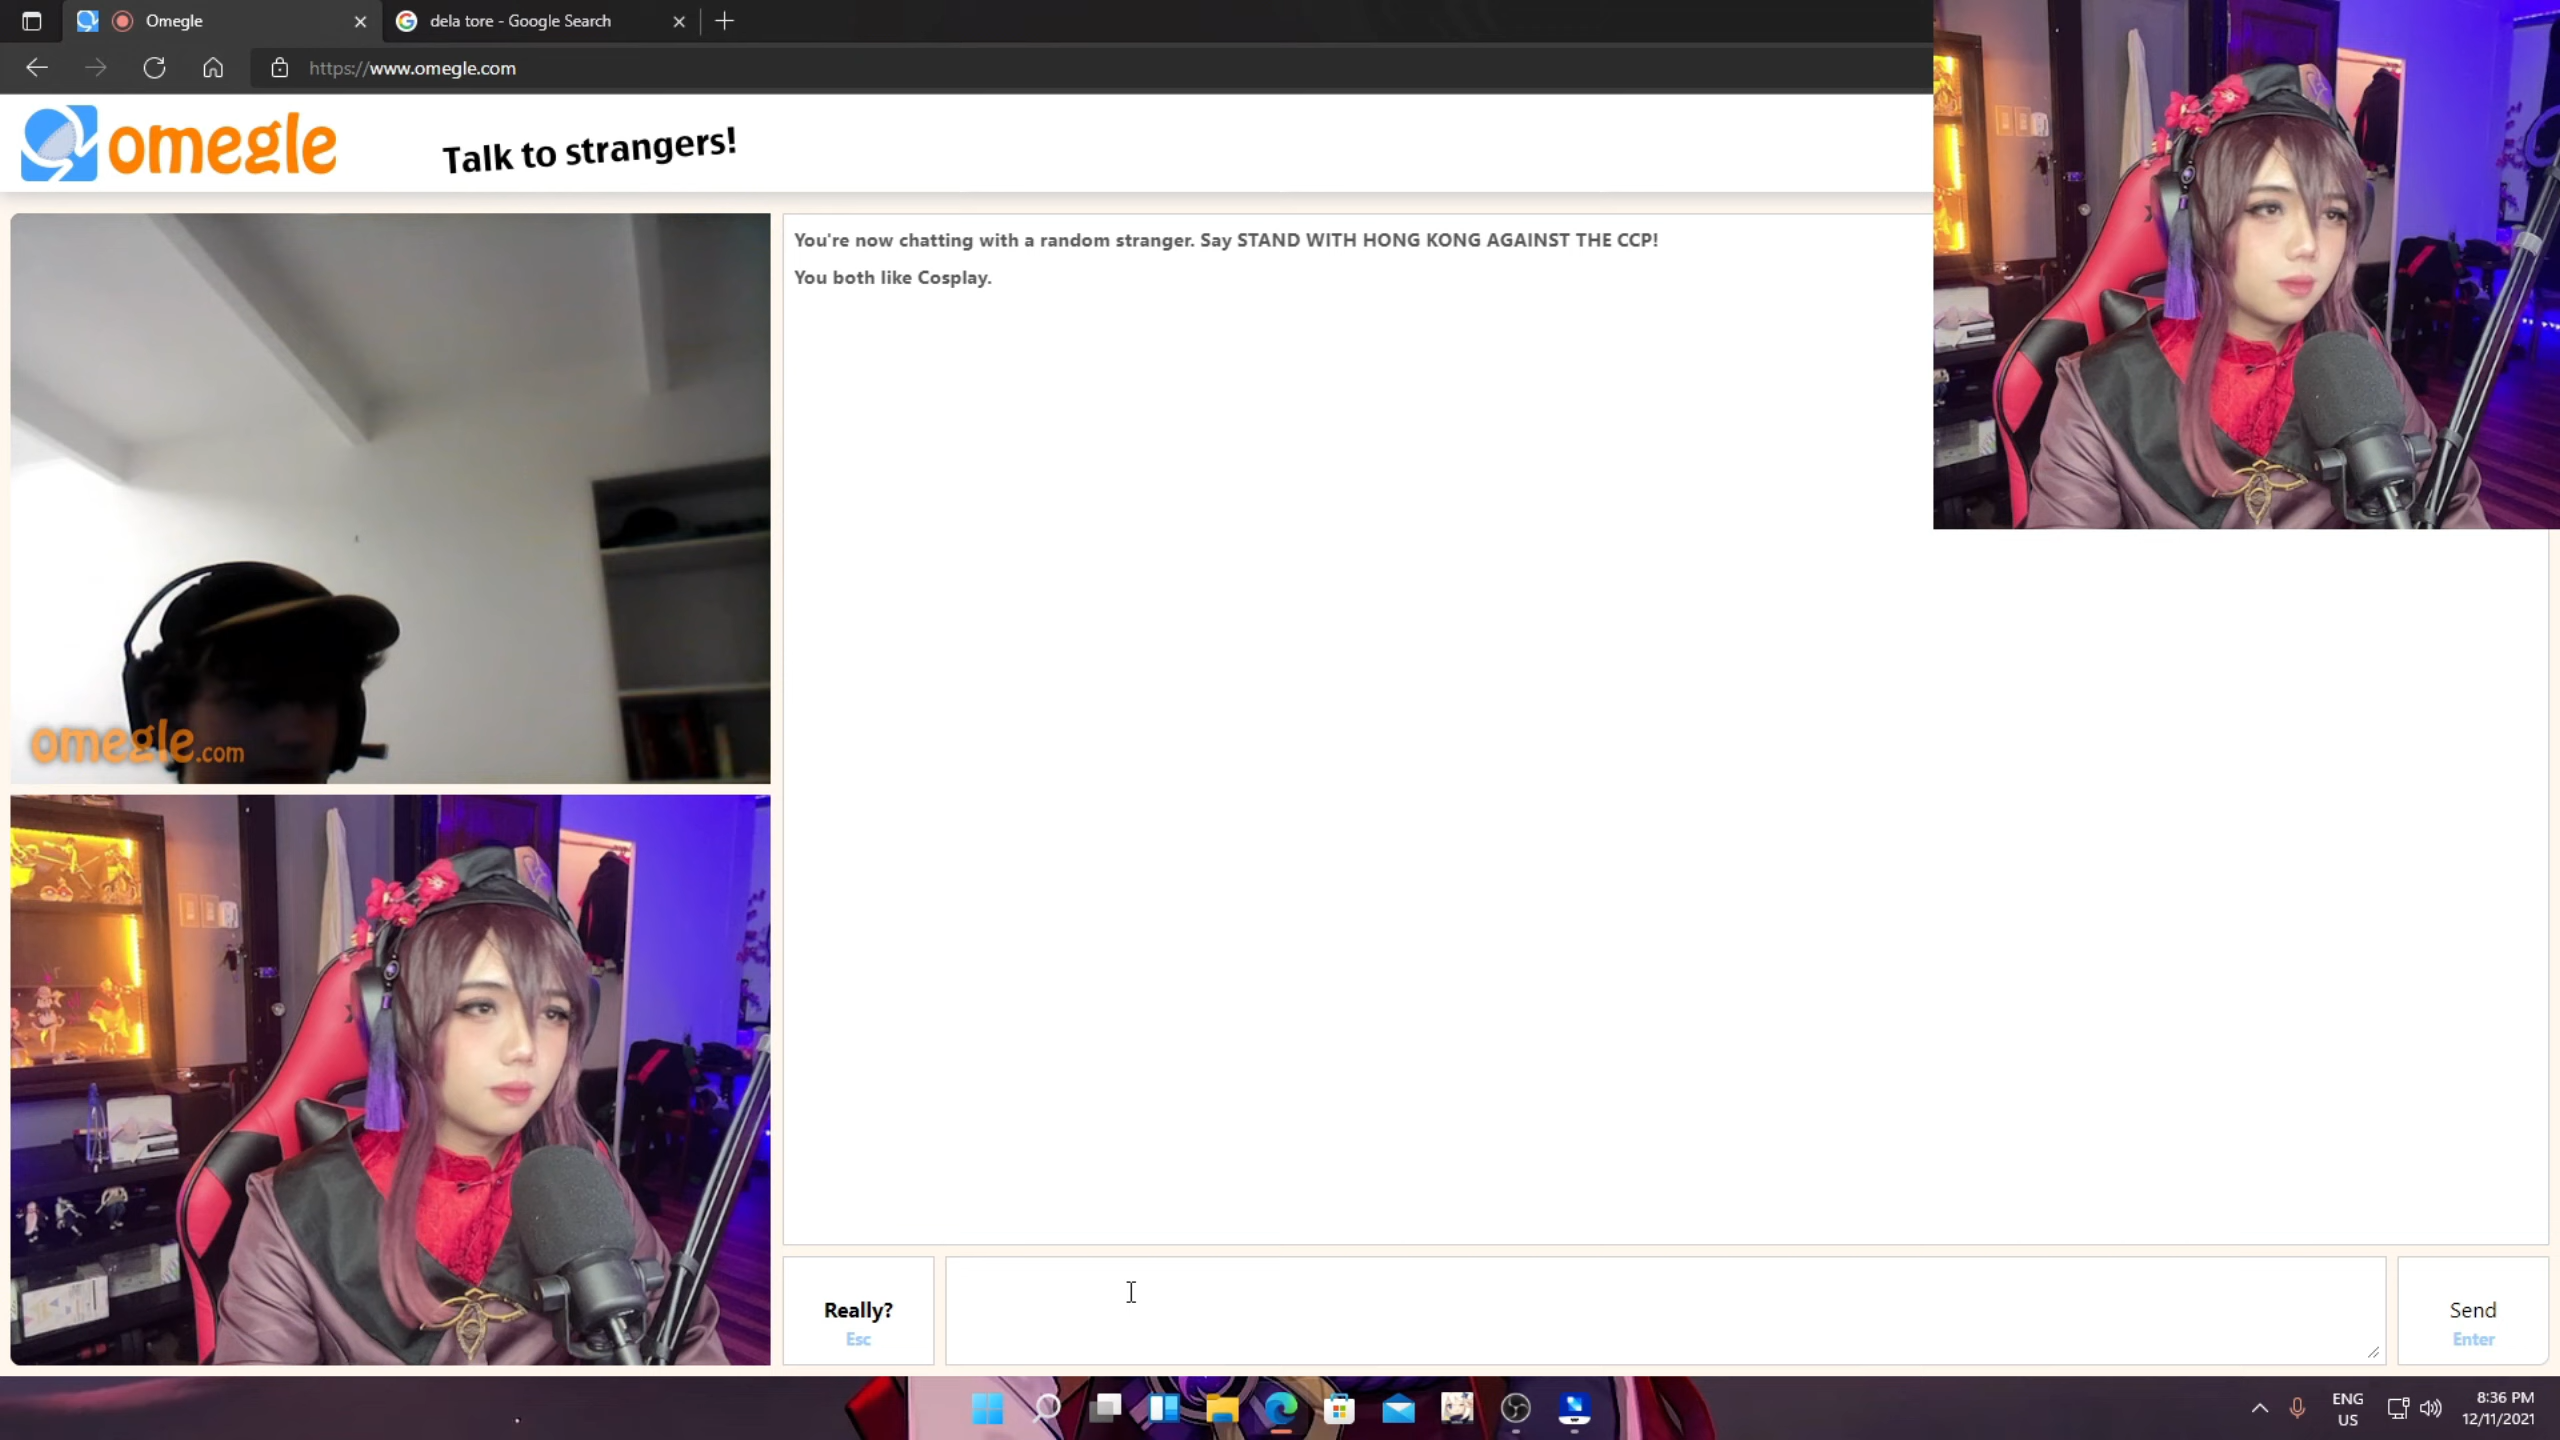 Omegle
dela tore - Google Search
https://www.omegle.com
omegle
Talk to strangers!
You're now chatting with a random stranger. Say STAND WITH HONG KONG AGAINST THE CCP!
You both like Cosplay.
omegle.com
Really?
Esc
Send
Enter
ENG
US
8:36 PM
12/11/2021